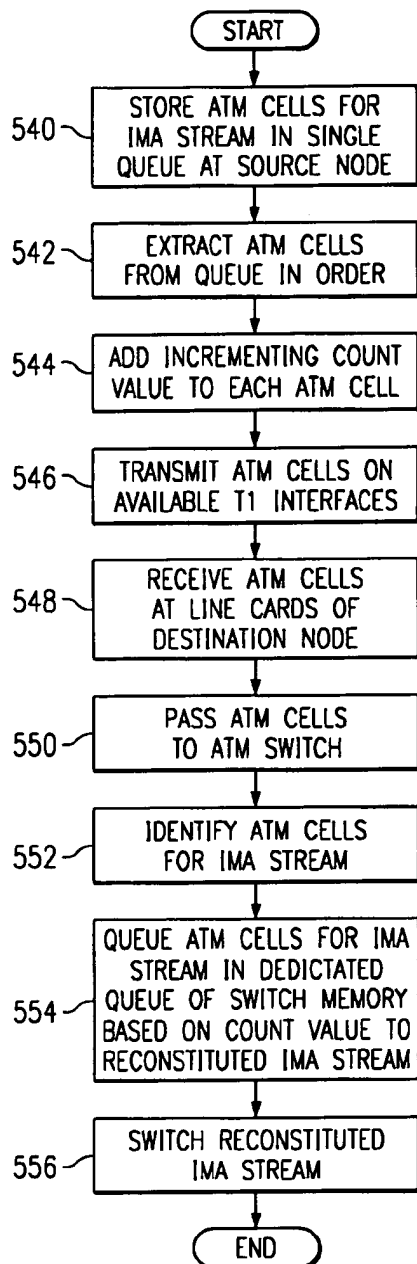 START
540
STORE ATM CELLS FOR
IMA STREAM IN SINGLE
QUEUE AT SOURCE NODE
542
EXTRACT ATM CELLS
FROM QUEUE IN ORDER
544
ADD INCREMENTING COUNT
VALUE TO EACH ATM CELL
546
TRANSMIT ATM CELLS ON
AVAILABLE T1 INTERFACES
548
RECEIVE ATM CELLS
AT LINE CARDS OF
DESTINATION NODE
550
PASS ATM CELLS
TO ATM SWITCH
552
IDENTIFY ATM CELLS
FOR IMA STREAM
554
QUEUE ATM CELLS FOR IMA
STREAM IN DEDICTATED
QUEUE OF SWITCH MEMORY
BASED ON COUNT VALUE TO
RECONSTITUTED IMA STREAM
556
SWITCH RECONSTITUTED
IMA STREAM
END